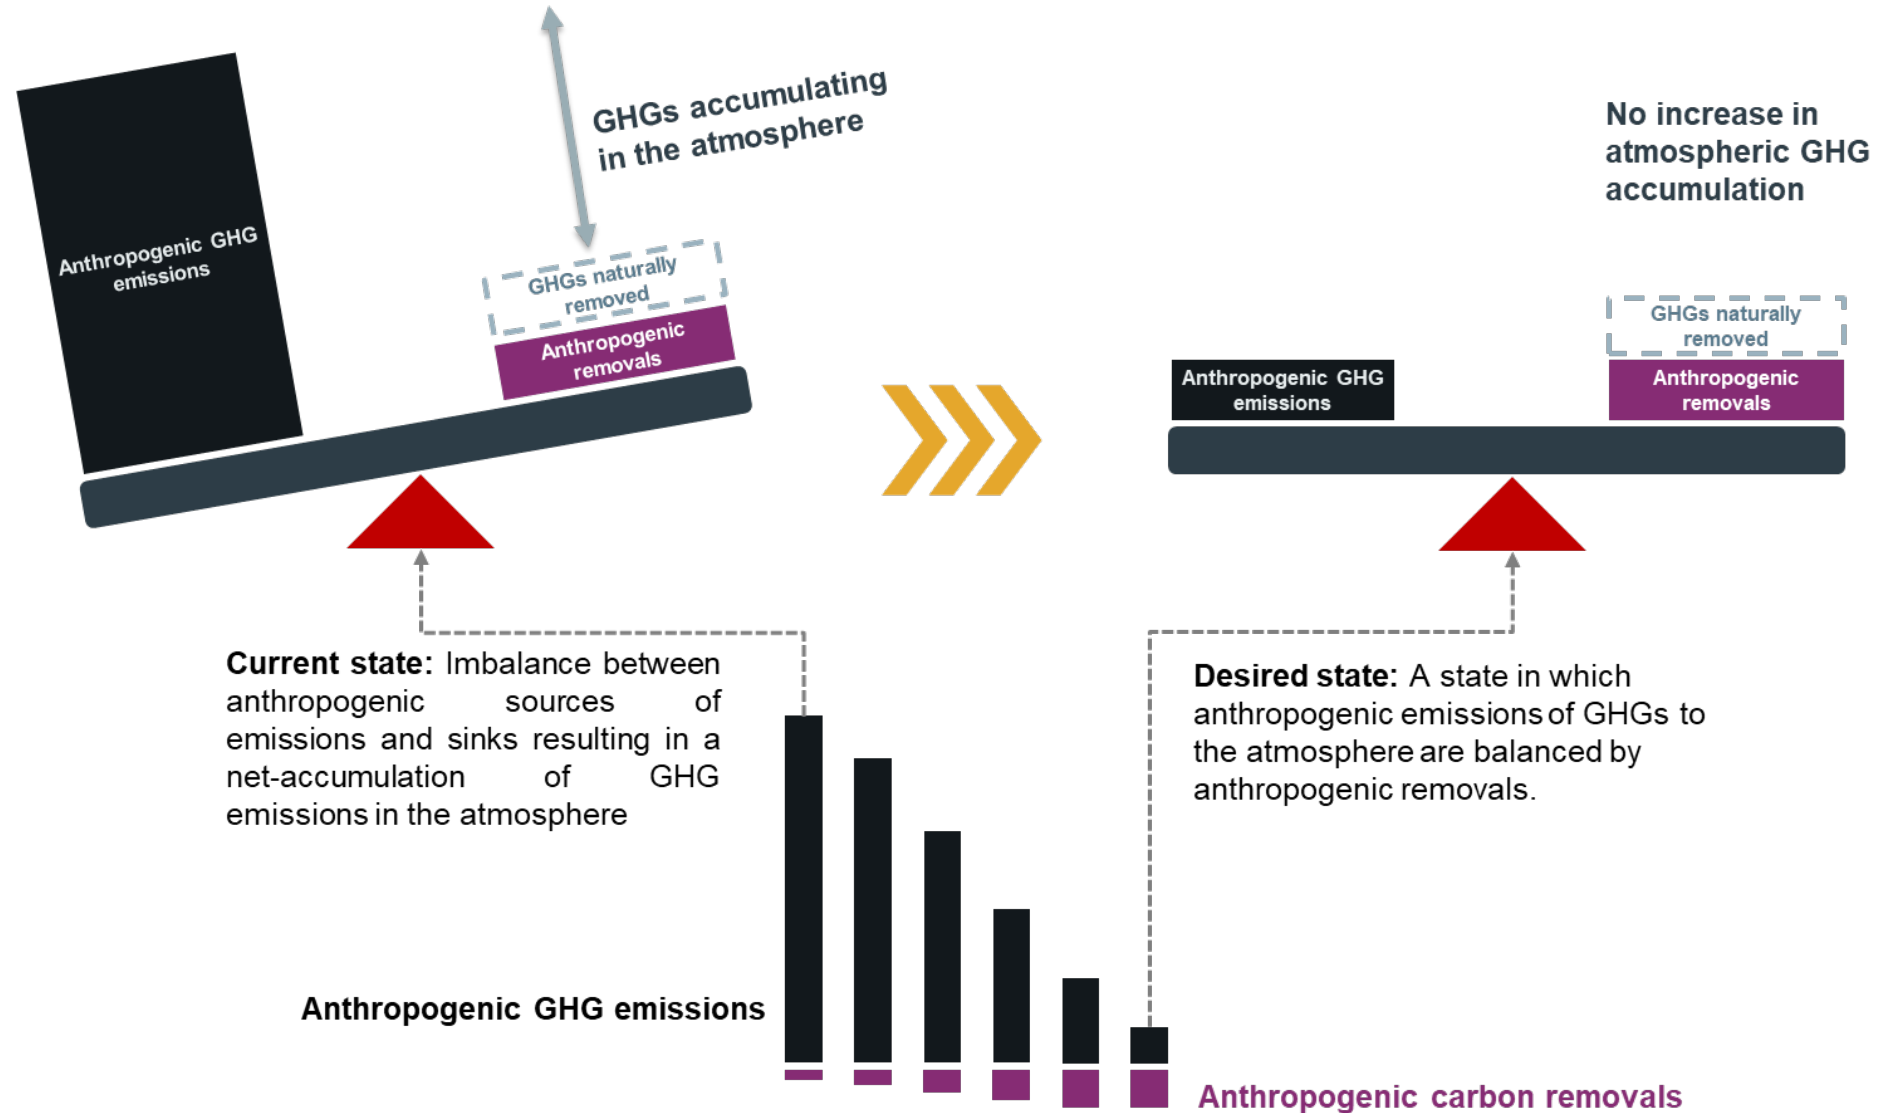 GHGs accumulating
in the atmosphere
Anthropogenic GHG
emissions
GHGs naturally
removed
Anthropogenic
removals
No increase in
atmospheric GHG
accumulation
GHGs naturally
removed
Anthropogenic GHG
emissions
Anthropogenic
removals
Current state: Imbalance between
anthropogenic sources of
emissions and sinks resulting in a
net-accumulation of GHG
emissions in the atmosphere
Desired state: A state in which
anthropogenic emissions of GHGs to
the atmosphere are balanced by
anthropogenic removals.
Anthropogenic GHG emissions
Anthropogenic carbon removals